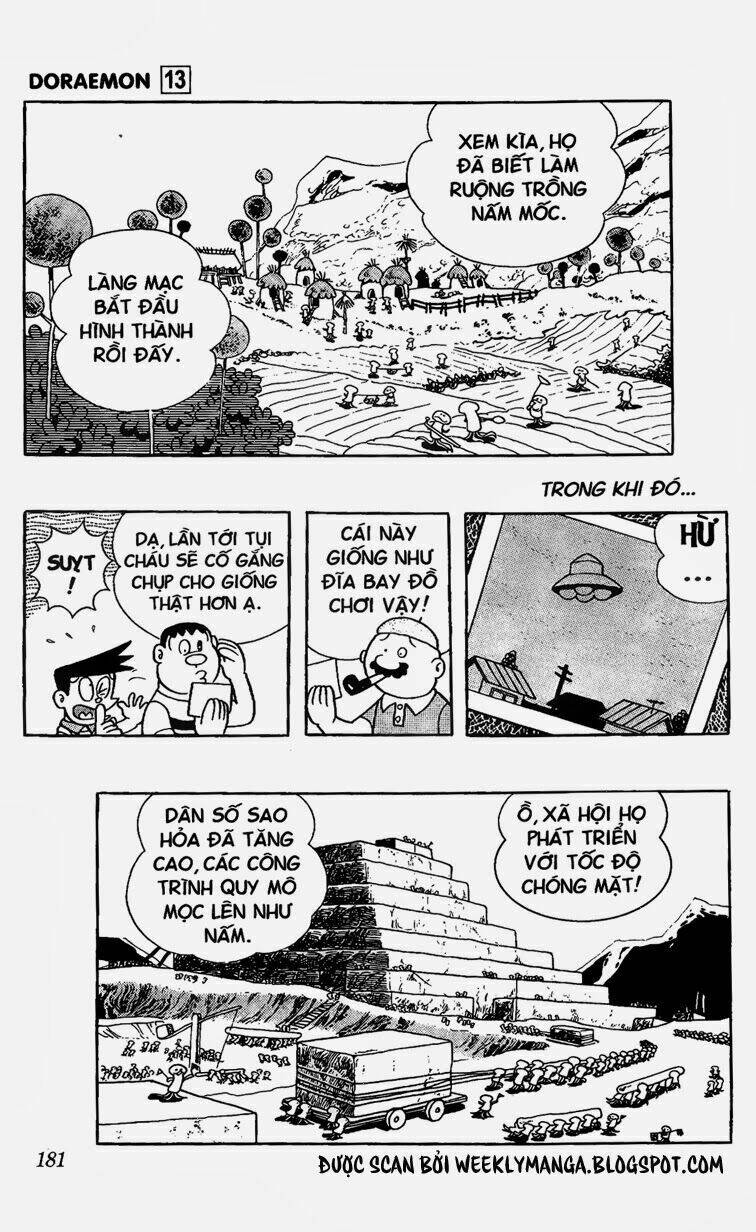 DORAEMON 13
XEM KÌA, HỌ
ĐÃ BIẾT LÀM
RUỘNG TRỒNG
NẤM MỐC.
LÀNG MẠC
BẮT ĐẦU
HÌNH THÀNH
RỒI ĐẤY.
TRONG KHI ĐÓ...
SUỴT
!
DẠ, LẦN TỚI TỤI
CHÁU SẼ CỐ GẮNG
CHỤP CHO GIỐNG
THẬT HƠN Ạ.
CÁI NÀY
GIỐNG NHƯ
ĐĨA BAY ĐỒ
CHƠI VẬY!
HỪ
...
DÂN SỐ SAO
HỎA ĐÃ TĂNG
CAO, CÁC CÔNG
TRÌNH QUY MÔ
MỌC LÊN NHƯ
NẤM.
Ồ, XÃ HỘI HỌ
PHÁT TRIỂN
VỚI TỐC ĐỘ
CHÓNG MẶT!
181
ĐƯỢC SCAN BỞI WEEKLYMANGA.BLOGSPOT.COM